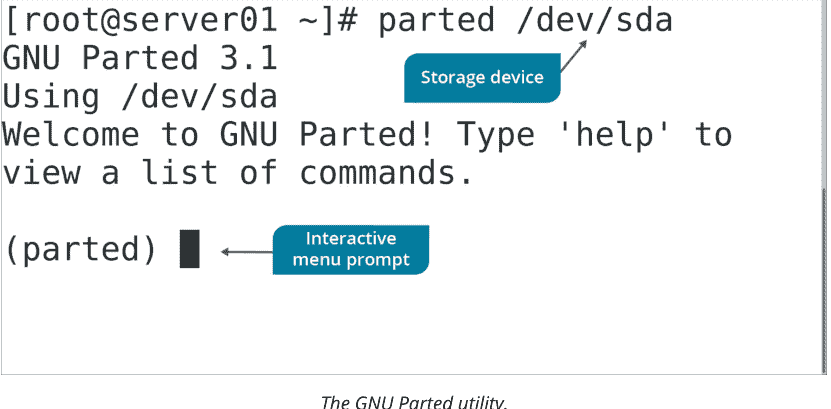 [root@server01 ~]# parted /dev/sda
GNU Parted 3.1
Storage device
Using /dev/sda
Welcome to GNU Parted! Type 'help' to
view a list of commands.
(parted)
Interactive
menu prompt
The GNU Parted utility.